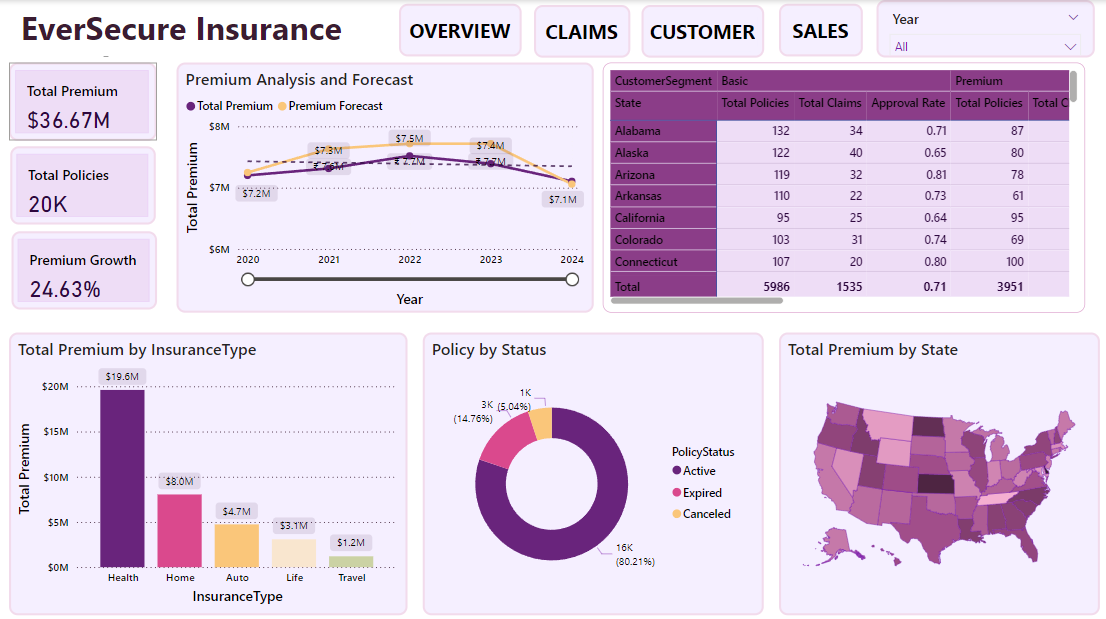 EverSecure Insurance
OVERVIEW
CLAIMS
CUSTOMER
SALES
Year
All
Total Premium
$36.67M
Total Policies
20K
Premium Growth
24.63%
Premium Analysis and Forecast
Total Premium
Premium Forecast
Total Premium
$8M
$7M
$6M
$7.2M
$7.3M
$7.5M
$7.4M
$7.1M
2020 2021 2022 2023 2024
Year
CustomerSegment Basic Premium
State Total Policies Total Claims Approval Rate Total Policies Total C
Alabama 132 34 0.71 87
Alaska 122 40 0.65 80
Arizona 119 32 0.81 78
Arkansas 110 22 0.73 61
California 95 25 0.64 95
Colorado 103 31 0.74 69
Connecticut 107 20 0.80 100
Total 5986 1535 0.71 3951
Total Premium by InsuranceType
Total Premium
$20M
$15M
$10M
$5M
$0M
$19.6M
$8.0M
$4.7M
$3.1M
$1.2M
Health Home Auto Life Travel
InsuranceType
Policy by Status
1K
(5.04%)
3K
(14.76%)
16K
(80.21%)
PolicyStatus
Active
Expired
Canceled
Total Premium by State